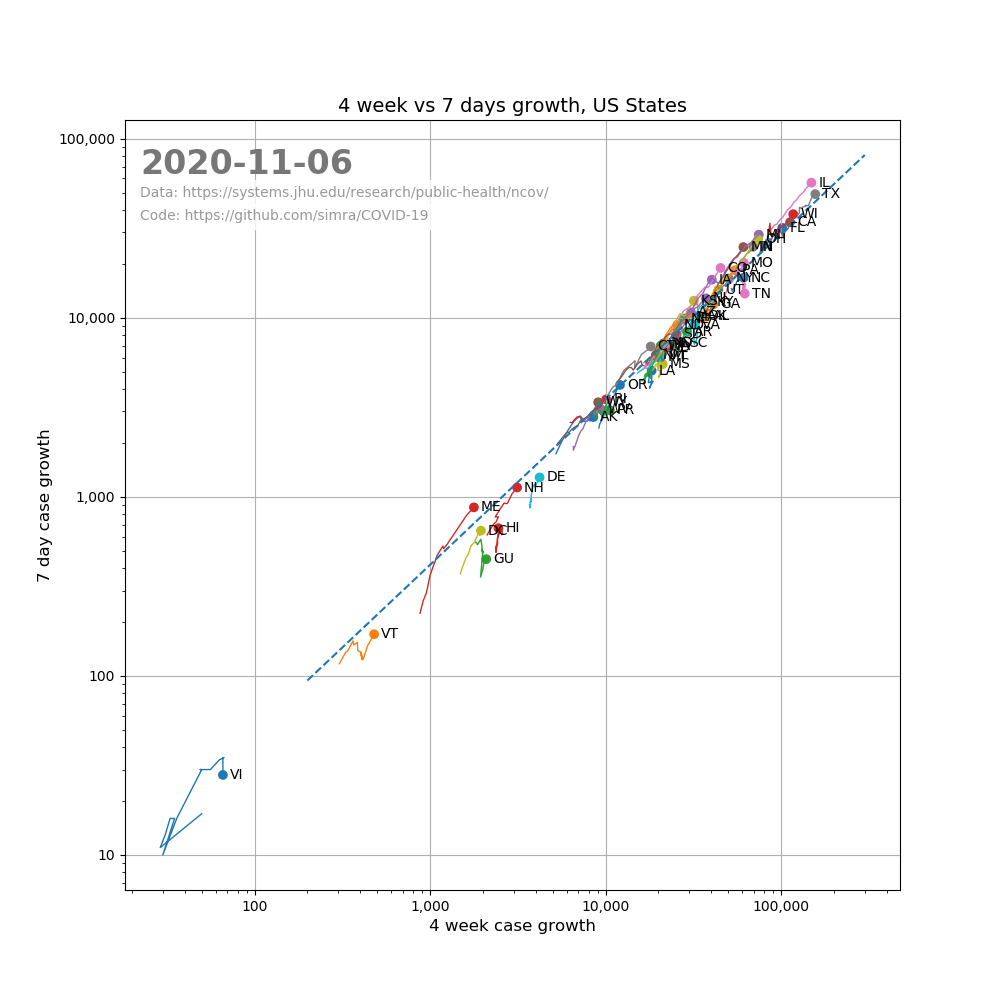 4 week vs 7 days growth, US States
2020-11-06
Data: https://systems.jhu.edu/research/public-health/ncov/
Code: https://github.com/simra/COVID-19
100,000
10,000
1,000
100
10
7 day case growth
IL
TX
WI
CA
FL
OH
MO
NC
TN
CO
IA
UT
GA
VA
AR
SC
MS
LA
OR
RI
PR
AK
DE
NH
ME
HI
DC
GU
VT
VI
100
1,000
10,000
100,000
4 week case growth